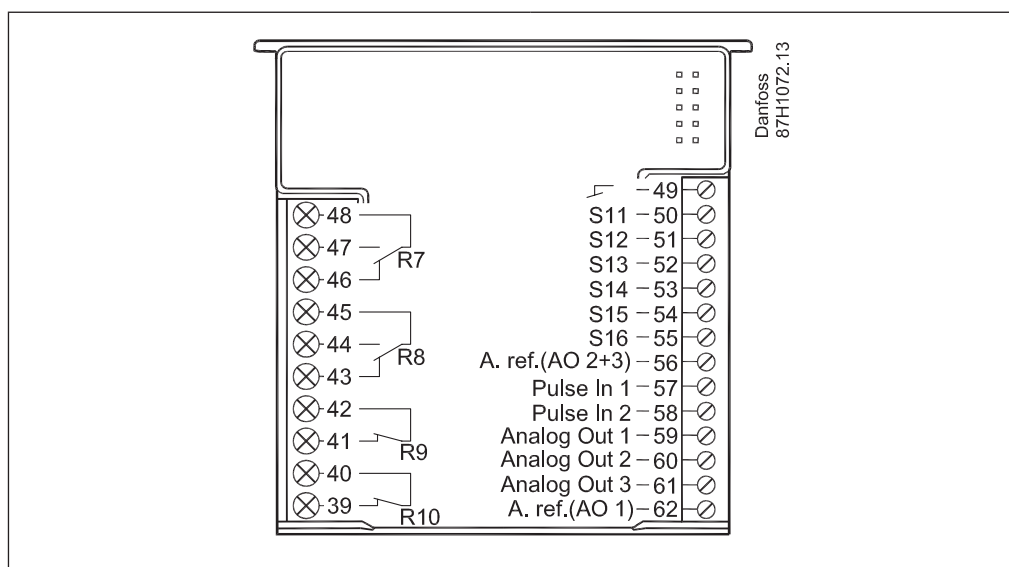 Danfoss
87H1072.13
48
47
R7
46
45
44
R8
43
42
41
R9
40
39
R10
49
S11 50
S12 51
S13 52
S14 53
S15 54
S16 55
A. ref.(AO 2+3) 56
Pulse In 1 57
Pulse In 2 58
Analog Out 1 59
Analog Out 2 60
Analog Out 3 61
A. ref.(AO 1) 62